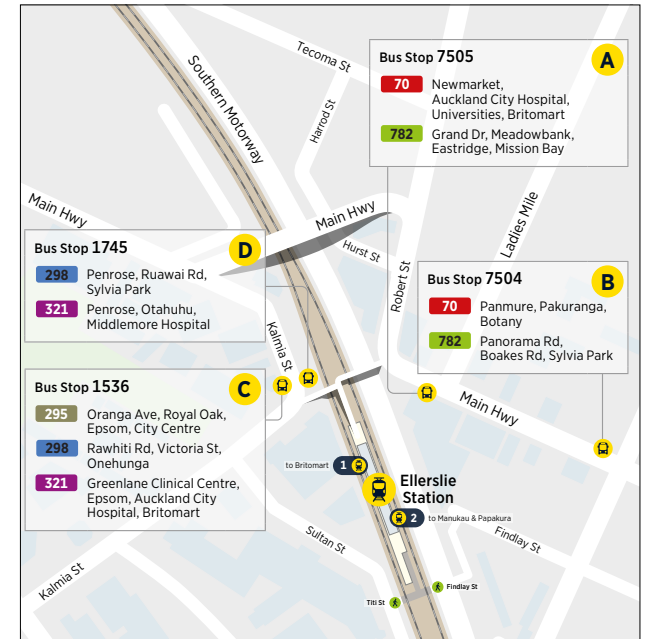 Tecoma St
Southern Motorway
Harrod St
Bus Stop 7505
A
70
Newmarket,
Auckland City Hospital,
Universities, Britomart
782
Grand Dr, Meadowbank,
Eastridge, Mission Bay
Main Hwy
Main Hwy
Hurst St
Robert St
Ladies Mile
Bus Stop 1745
D
298
Penrose, Ruawai Rd,
Sylvia Park
321
Penrose, Otahuhu,
Middlemore Hospital
Bus Stop 7504
B
70
Panmure, Pakuranga,
Botany
782
Panorama Rd,
Boakes Rd, Sylvia Park
Kalmia St
Bus Stop 1536
C
295
Oranga Ave, Royal Oak,
Epsom, City Centre
298
Rawhiti Rd, Victoria St,
Onehunga
321
Greenlane Clinical Centre,
Epsom, Auckland City
Hospital, Britomart
Main Hwy
to Britomart
1
Ellerslie
Station
2
to Manukau & Papakura
Sultan St
Findlay St
Kalmia St
Findlay St
Titi St